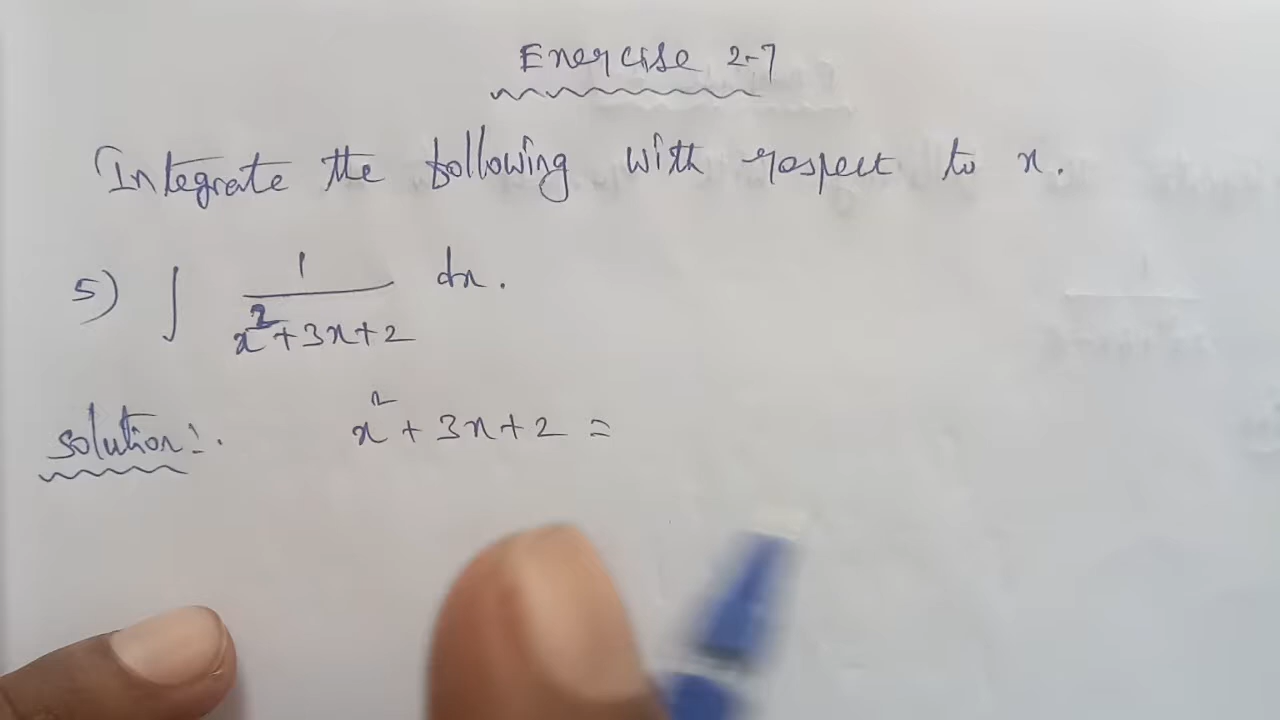 Exercise 2-7
Integrate the following with respect to x.
5) ∫ 1/(x²+3x+2) dx.
solution:. x²+3x+2 =